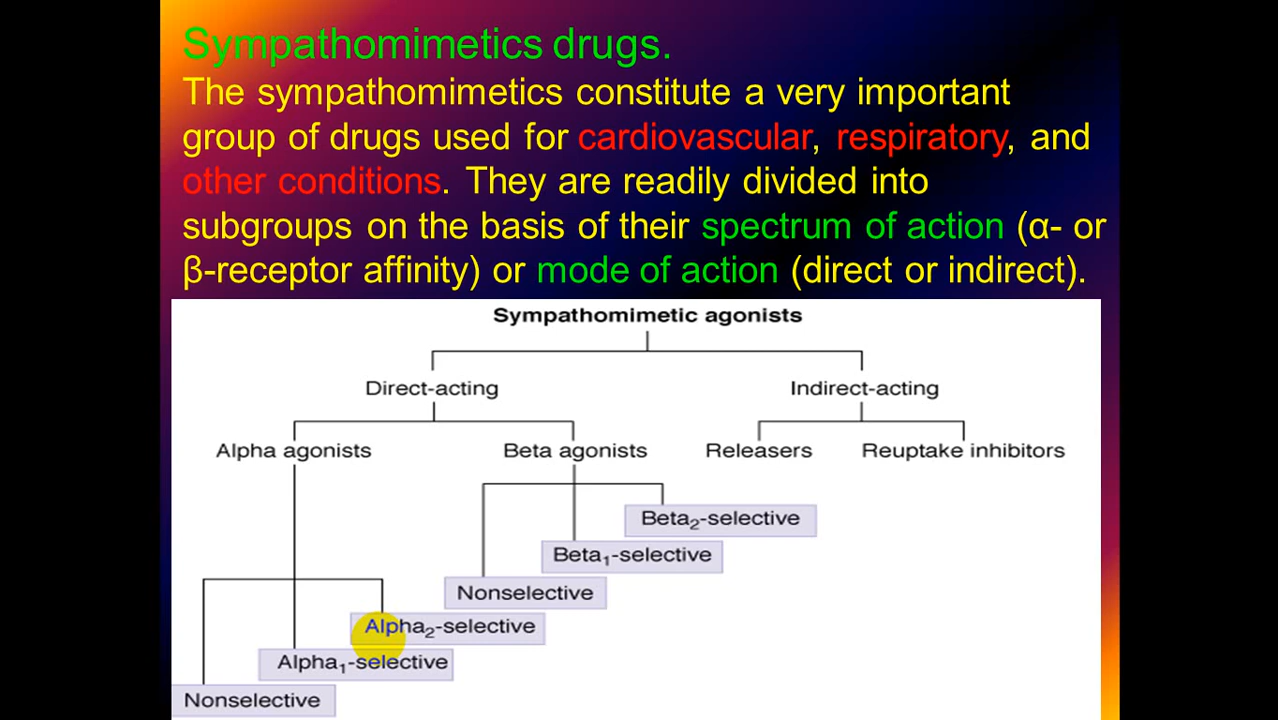 Sympathomimetics drugs.
The sympathomimetics constitute a very important
group of drugs used for cardiovascular, respiratory, and
other conditions. They are readily divided into
subgroups on the basis of their spectrum of action (α- or
β-receptor affinity) or mode of action (direct or indirect).
Sympathomimetic agonists
Direct-acting
Indirect-acting
Alpha agonists
Beta agonists
Releasers
Reuptake inhibitors
Beta₂-selective
Beta₁-selective
Nonselective
Alpha₂-selective
Alpha₁-selective
Nonselective